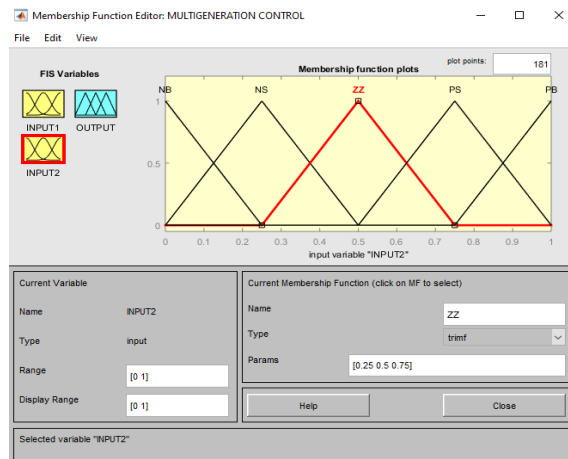 Membership Function Editor: MULTIGENERATION CONTROL
File Edit View
FIS Variables
INPUT1 OUTPUT
INPUT2
Membership function plots
plot points: 181
NB NS ZZ PS PB
1
0.5
0
0 0.1 0.2 0.3 0.4 0.5 0.6 0.7 0.8 0.9 1
input variable "INPUT2"
Current Variable
Name INPUT2
Type input
Range [0 1]
Display Range [0 1]
Current Membership Function (click on MF to select)
Name ZZ
Type trimf
Params [0.25 0.5 0.75]
Help Close
Selected variable "INPUT2"